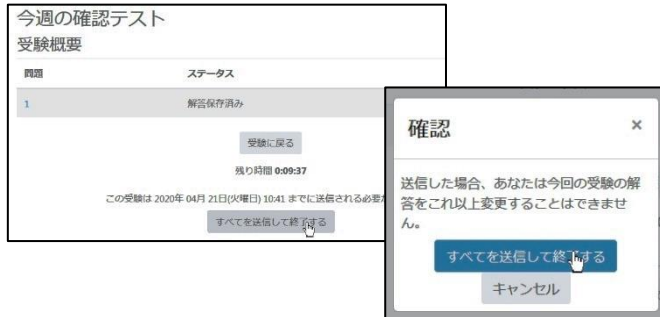 今週の確認テスト
受験概要
問題 ステータス
1 解答保存済み
受験に戻る
残り時間 0:09:37
この受験は 2020年 04月 21日(火曜日) 10:41 までに送信される必要が
すべてを送信して終了する
確認 ×
送信した場合、あなたは今回の受験の解
答をこれ以上変更することはできませ
ん。
すべてを送信して終了する
キャンセル